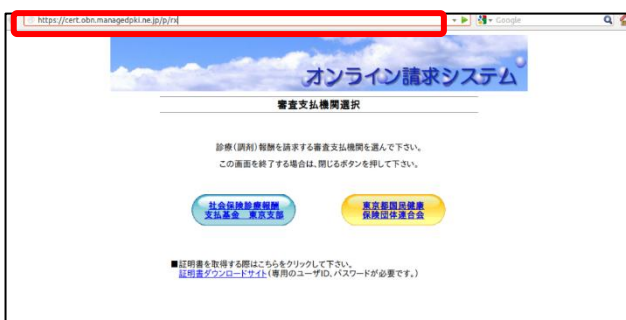 https://cert.obn.managedpki.ne.jp/p/rx
Google
オンライン請求システム
審査支払機関選択
診療（調剤）報酬を請求する審査支払機関を選んで下さい。
この画面を終了する場合は、閉じるボタンを押して下さい。
社会保険診療報酬
支払基金　東京支部
東京都国民健康
保険団体連合会
■証明書を取得する際はこちらをクリックして下さい。
証明書ダウンロードサイト（専用のユーザID、パスワードが必要です。）